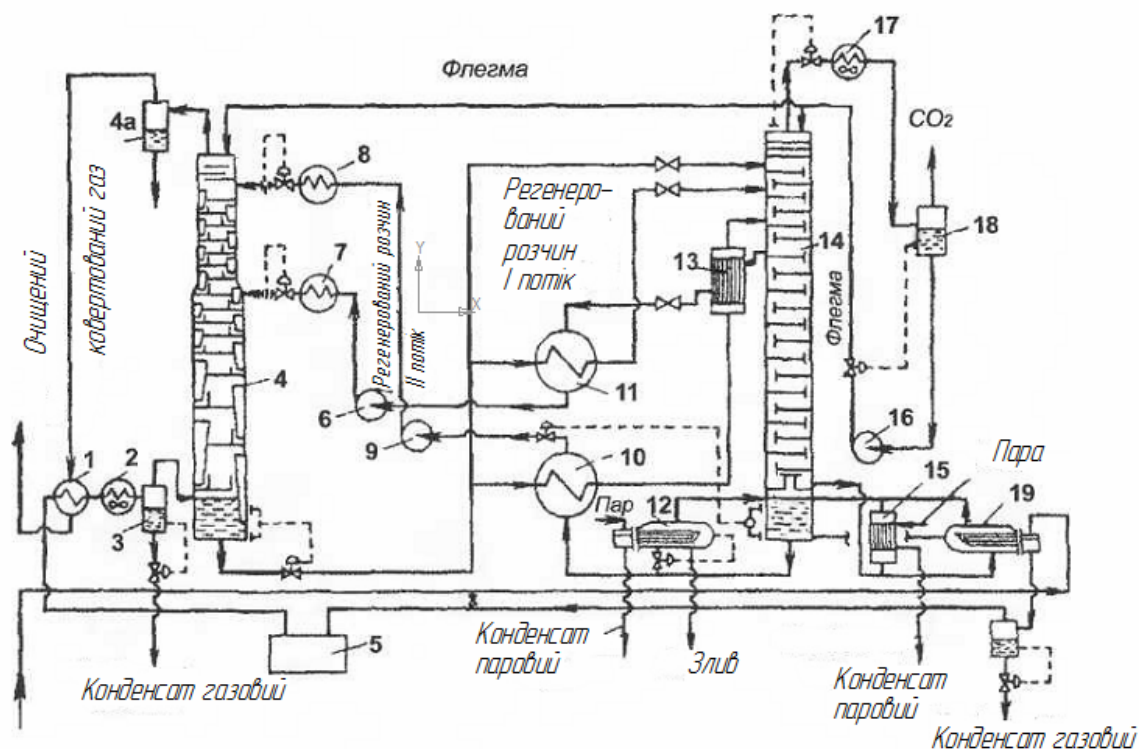 Флегма
17
4а
8
СО₂
Очищений
ковертований газ
Регенерований розчин
ІІ потік
Y
X
Регенеро-
ваний
розчин
І потік
13
14
18
7
Флегма
4
6
11
9
16
1
2
10
Пара
3
Пар
12
15
19
5
Конденсат
паровий
Злив
Конденсат газовий
Конденсат
паровий
Конденсат газовий